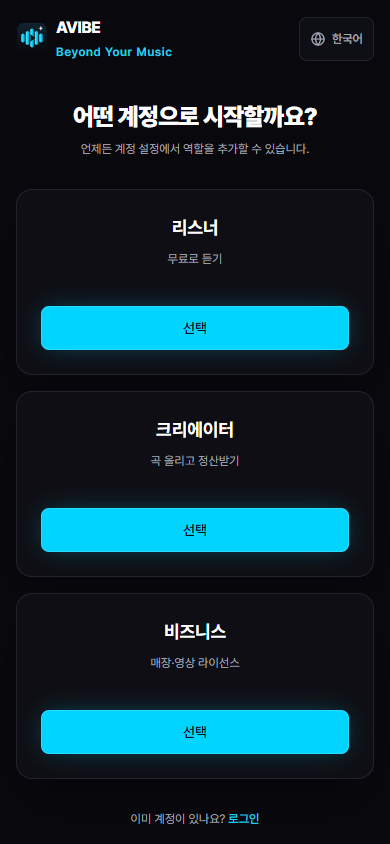 AVIBE
Beyond Your Music
한국어
어떤 계정으로 시작할까요?
언제든 계정 설정에서 역할을 추가할 수 있습니다.
리스너
무료로 듣기
선택
크리에이터
곡 올리고 정산받기
선택
비즈니스
매장·영상 라이선스
선택
이미 계정이 있나요? 로그인